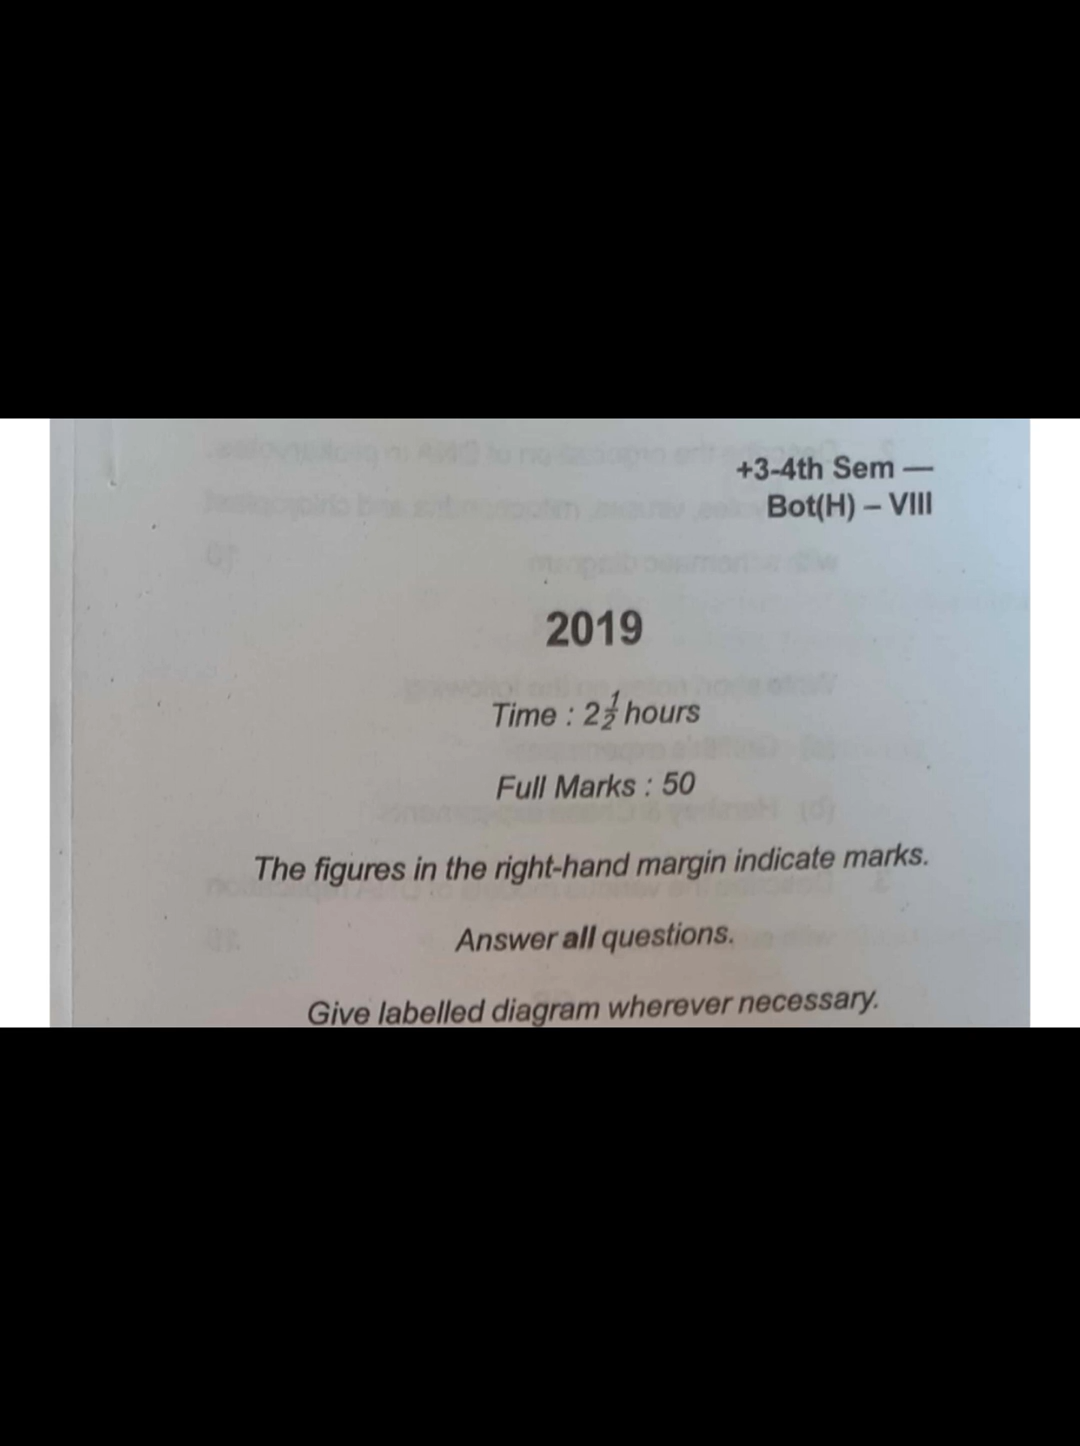 +3-4th Sem —
Bot(H) – VIII
2019
Time : 2½ hours
Full Marks : 50
The figures in the right-hand margin indicate marks.
Answer all questions.
Give labelled diagram wherever necessary.